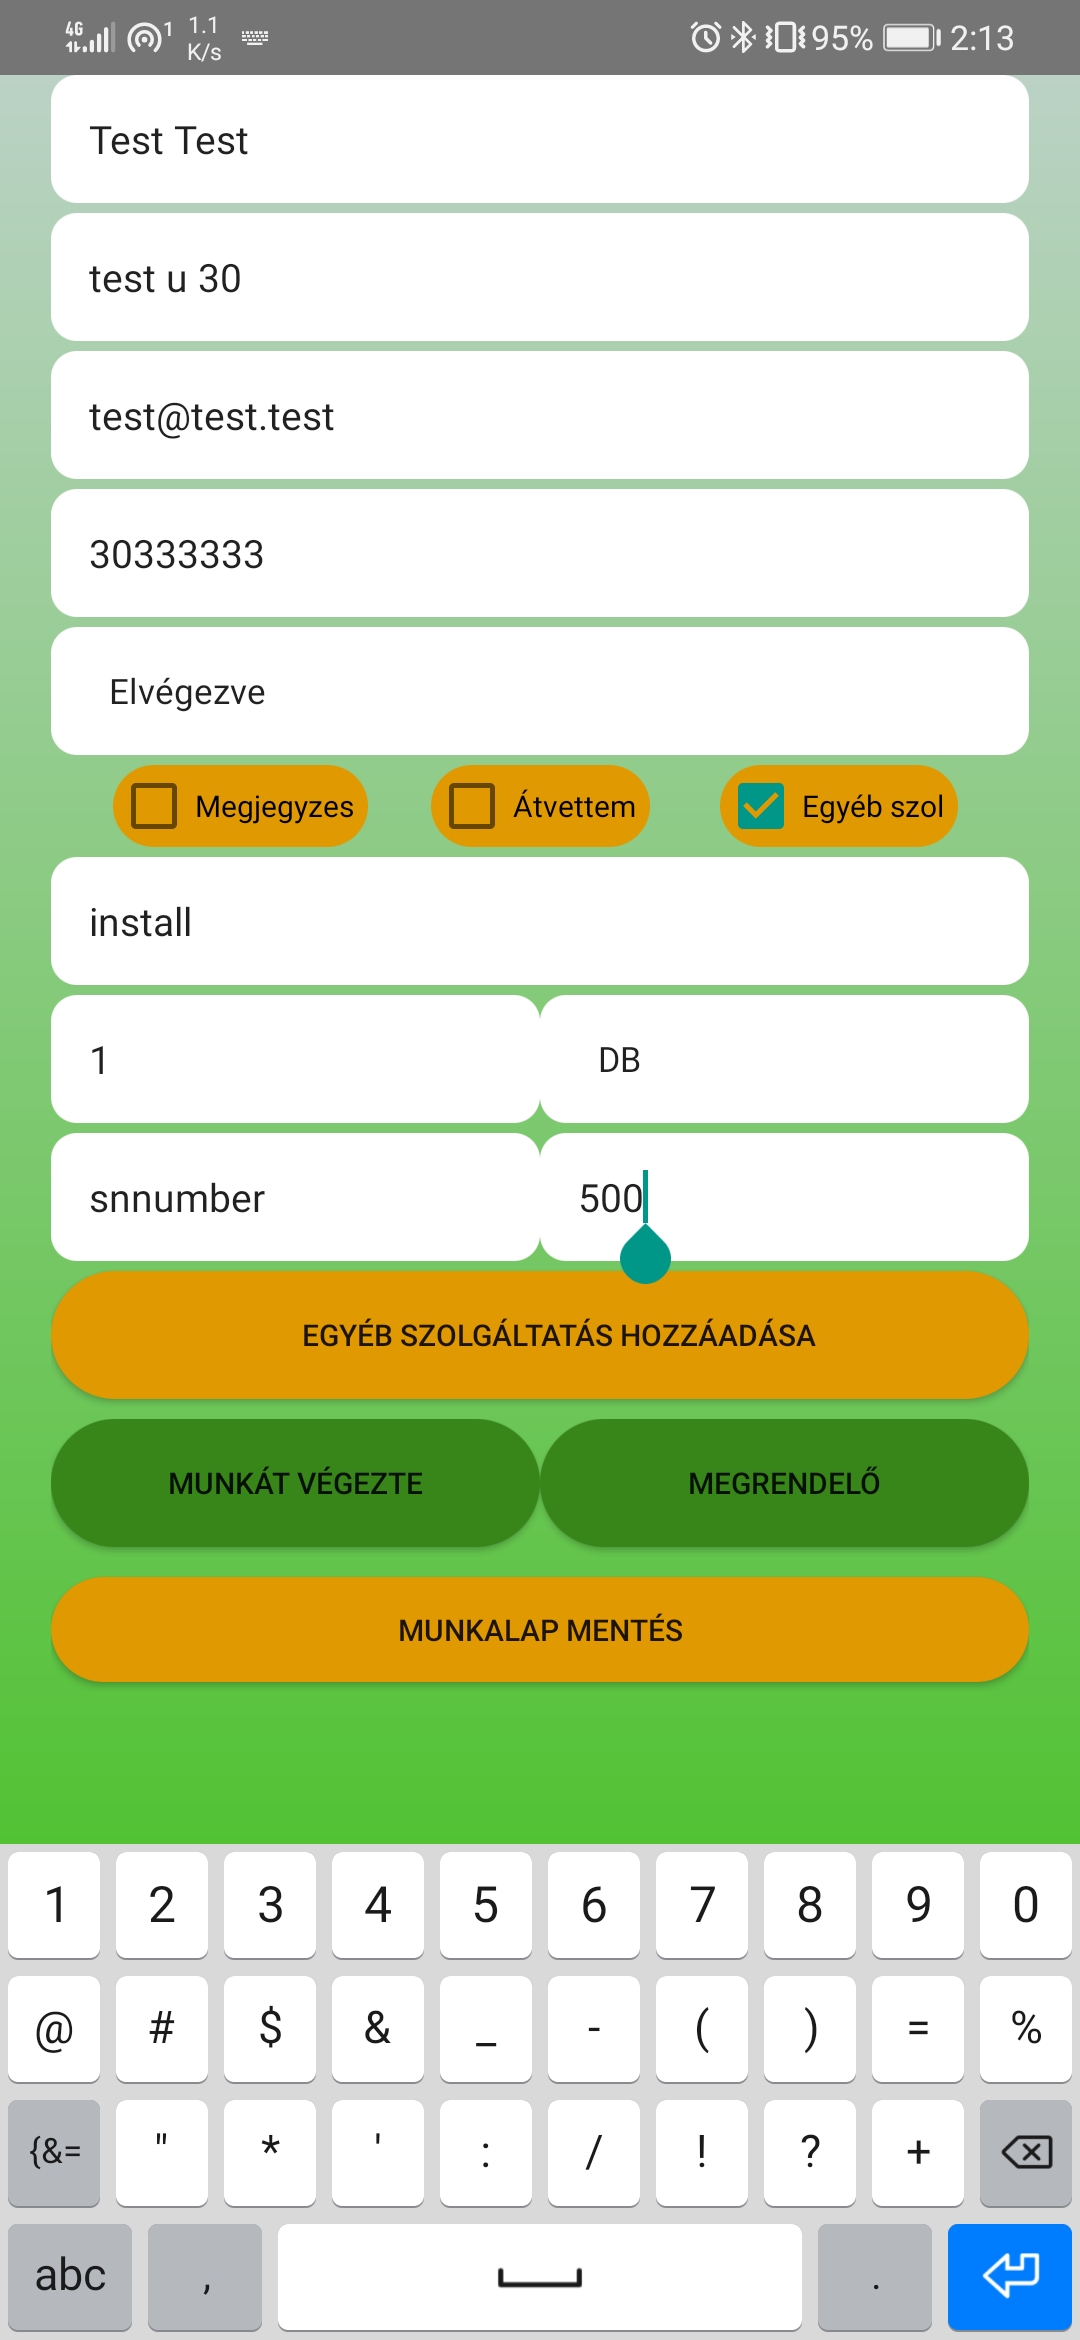 4G 1 1.1 K/s 95% 2:13
Test Test
test u 30
test@test.test
30333333
Elvégezve
Megjegyzes Átvettem Egyéb szol
install
1 DB
snnumber 500
EGYÉB SZOLGÁLTATÁS HOZZÁADÁSA
MUNKÁT VÉGEZTE MEGRENDELŐ
MUNKALAP MENTÉS
1 2 3 4 5 6 7 8 9 0
@ # $ & _ - ( ) = %
{&= " * ' : / ! ? +
abc , .